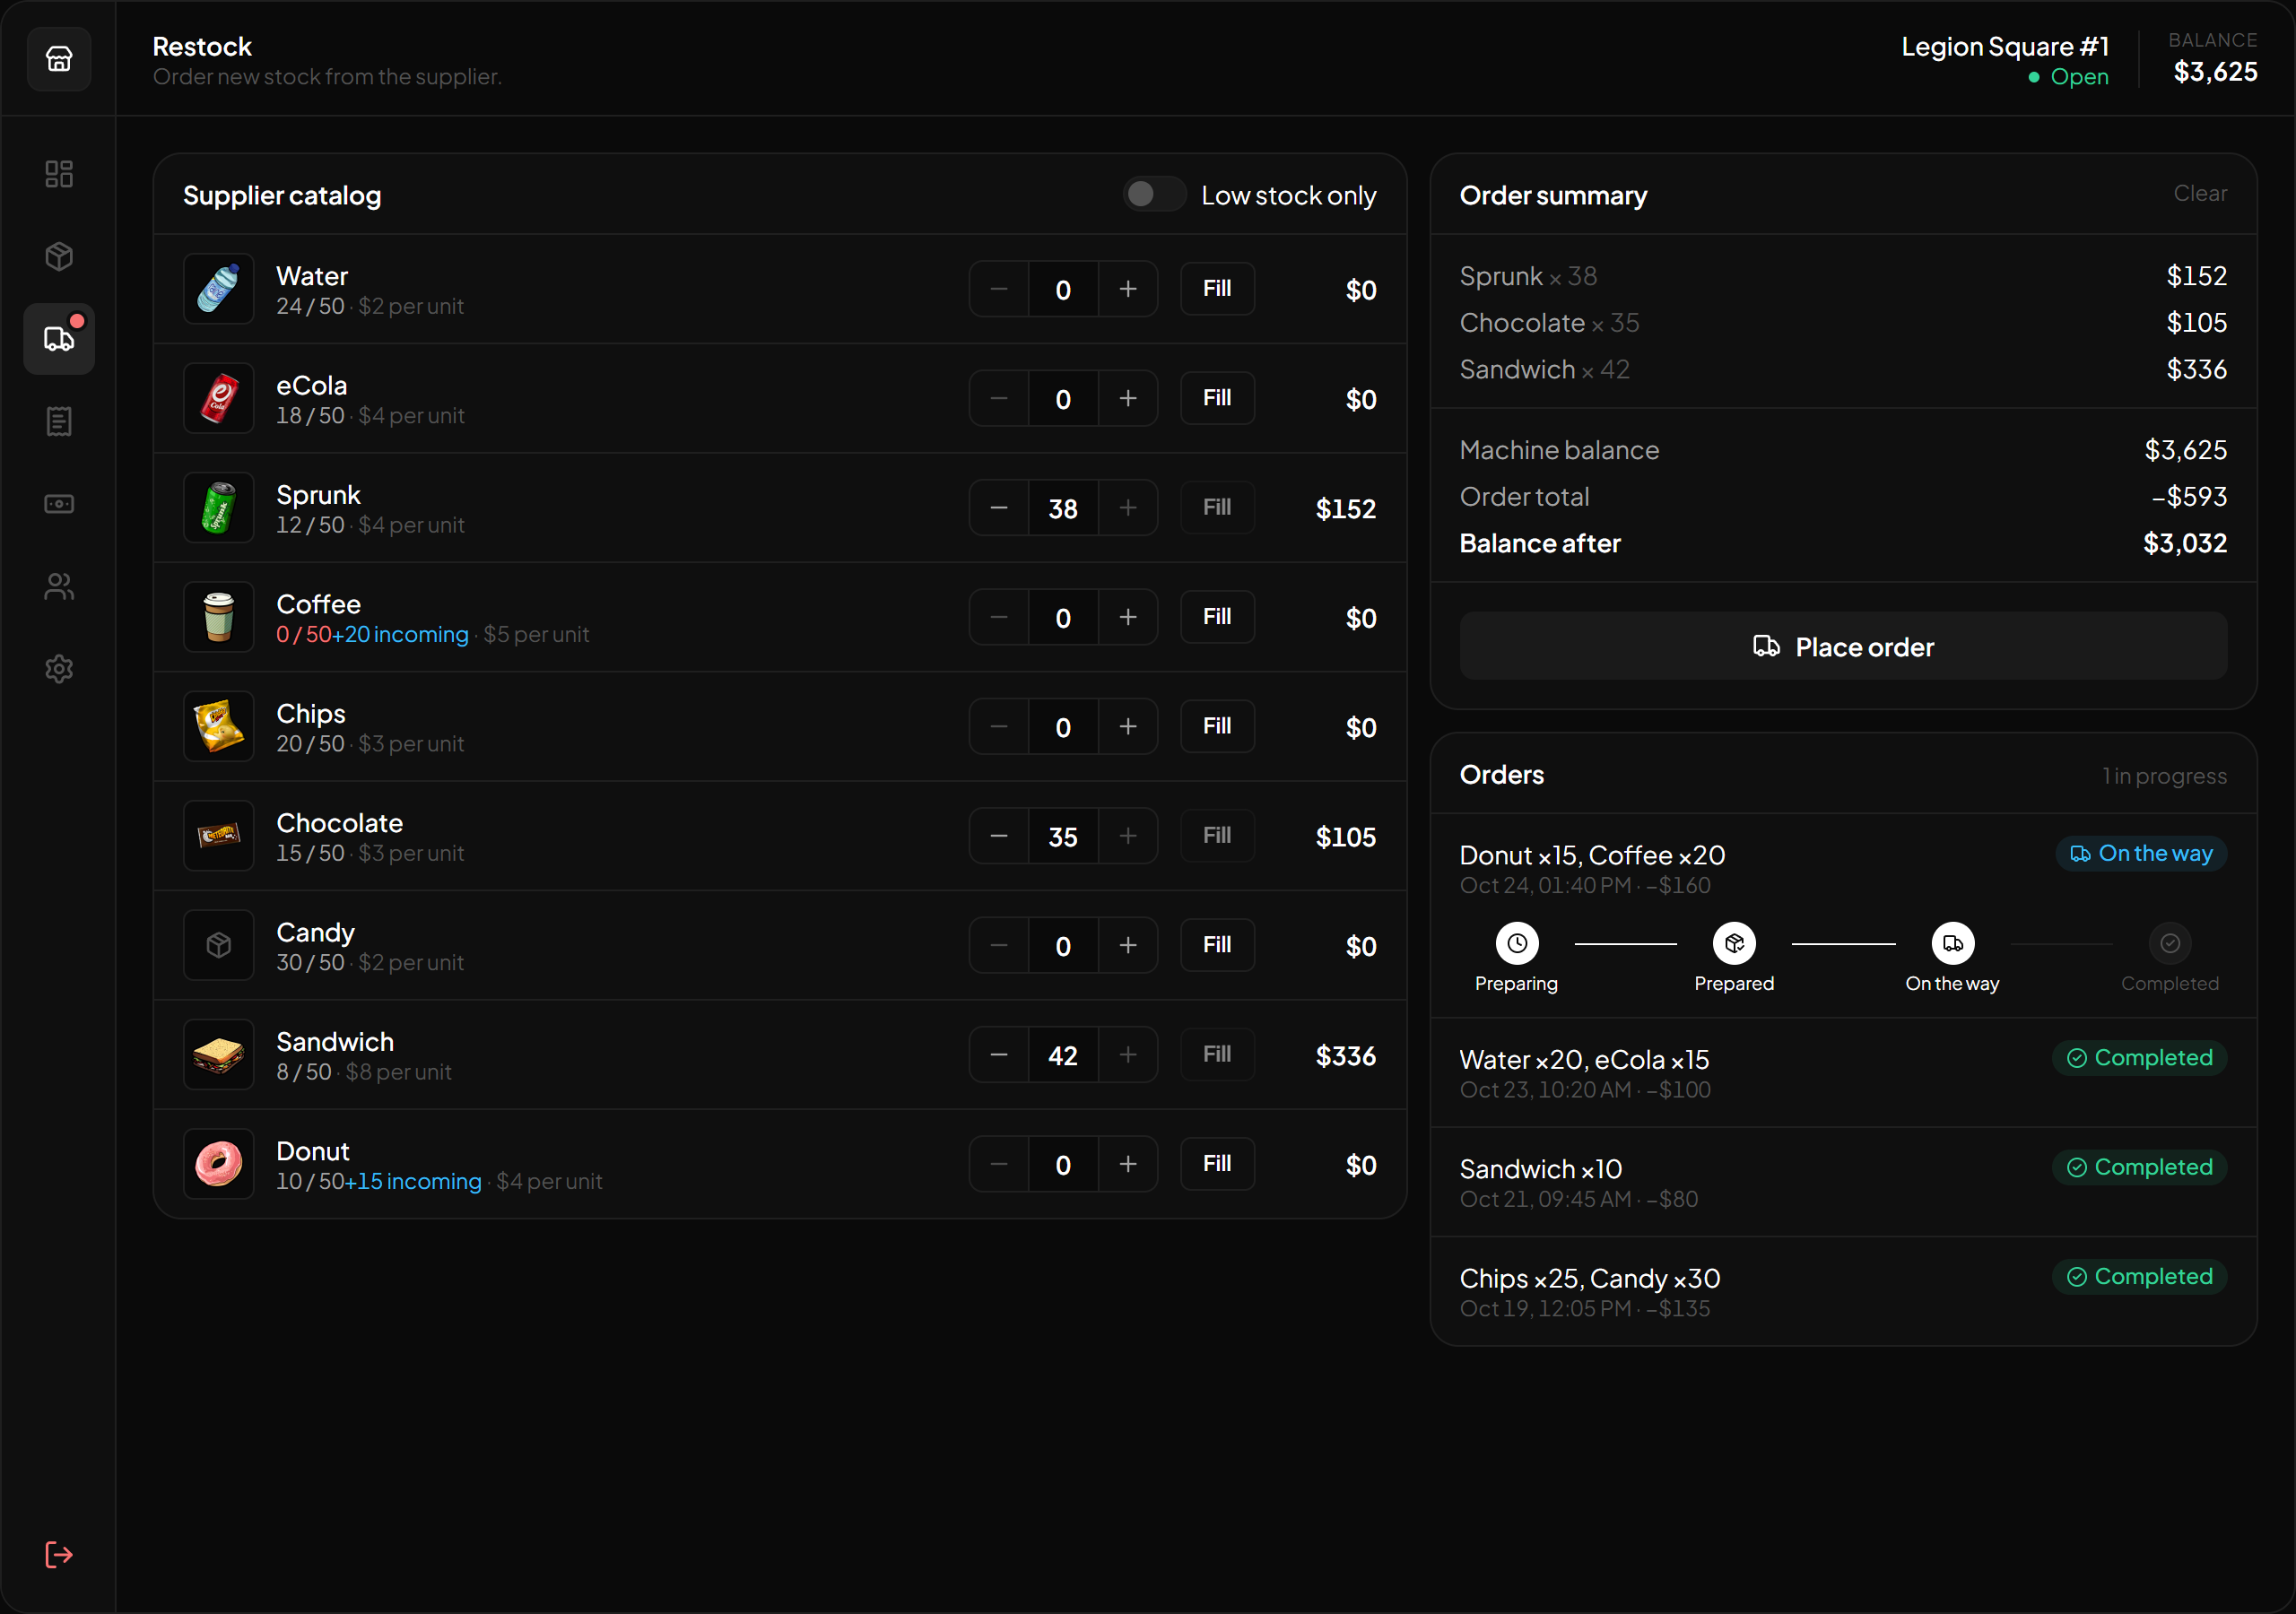 Restock
Order new stock from the supplier.
Legion Square #1
Open
BALANCE
$3,625
Supplier catalog
Low stock only
Water
24 / 50 · $2 per unit
0
Fill
$0
eCola
18 / 50 · $4 per unit
0
Fill
$0
Sprunk
12 / 50 · $4 per unit
38
Fill
$152
Coffee
0 / 50+20 incoming · $5 per unit
0
Fill
$0
Chips
20 / 50 · $3 per unit
0
Fill
$0
Chocolate
15 / 50 · $3 per unit
35
Fill
$105
Candy
30 / 50 · $2 per unit
0
Fill
$0
Sandwich
8 / 50 · $8 per unit
42
Fill
$336
Donut
10 / 50+15 incoming · $4 per unit
0
Fill
$0
Order summary
Clear
Sprunk × 38
$152
Chocolate × 35
$105
Sandwich × 42
$336
Machine balance
$3,625
Order total
−$593
Balance after
$3,032
Place order
Orders
1 in progress
Donut ×15, Coffee ×20
On the way
Oct 24, 01:40 PM · −$160
Preparing
Prepared
On the way
Completed
Water ×20, eCola ×15
Completed
Oct 23, 10:20 AM · −$100
Sandwich ×10
Completed
Oct 21, 09:45 AM · −$80
Chips ×25, Candy ×30
Completed
Oct 19, 12:05 PM · −$135